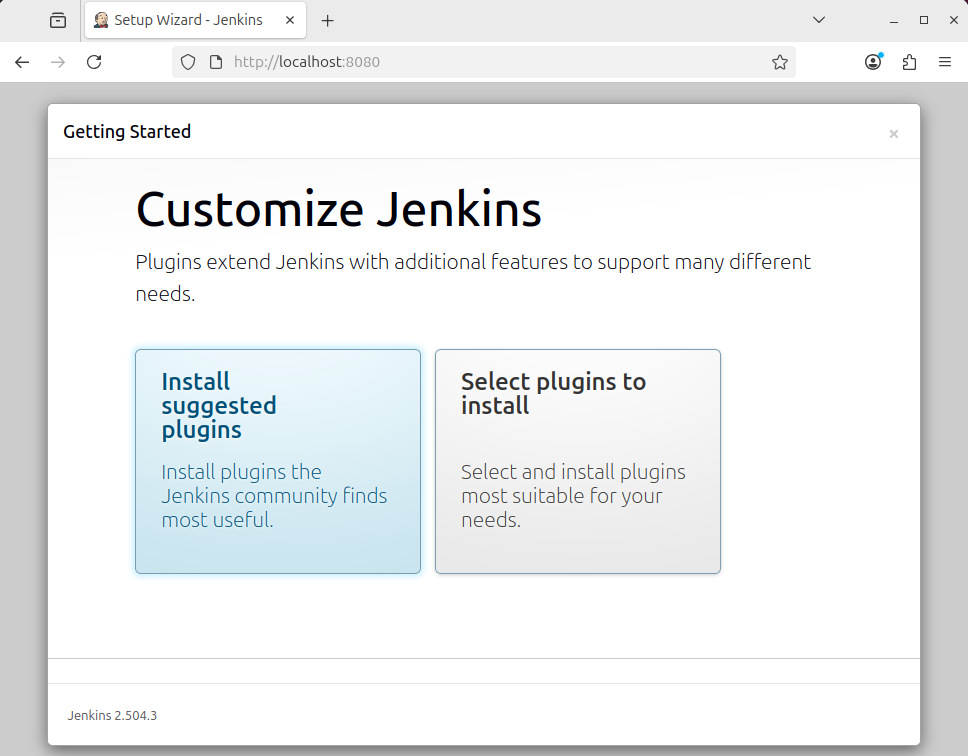 Setup Wizard - Jenkins
http://localhost:8080
Getting Started
Customize Jenkins
Plugins extend Jenkins with additional features to support many different
needs.
Install
suggested
plugins
Install plugins the
Jenkins community finds
most useful.
Select plugins to
install
Select and install plugins
most suitable for your
needs.
Jenkins 2.504.3